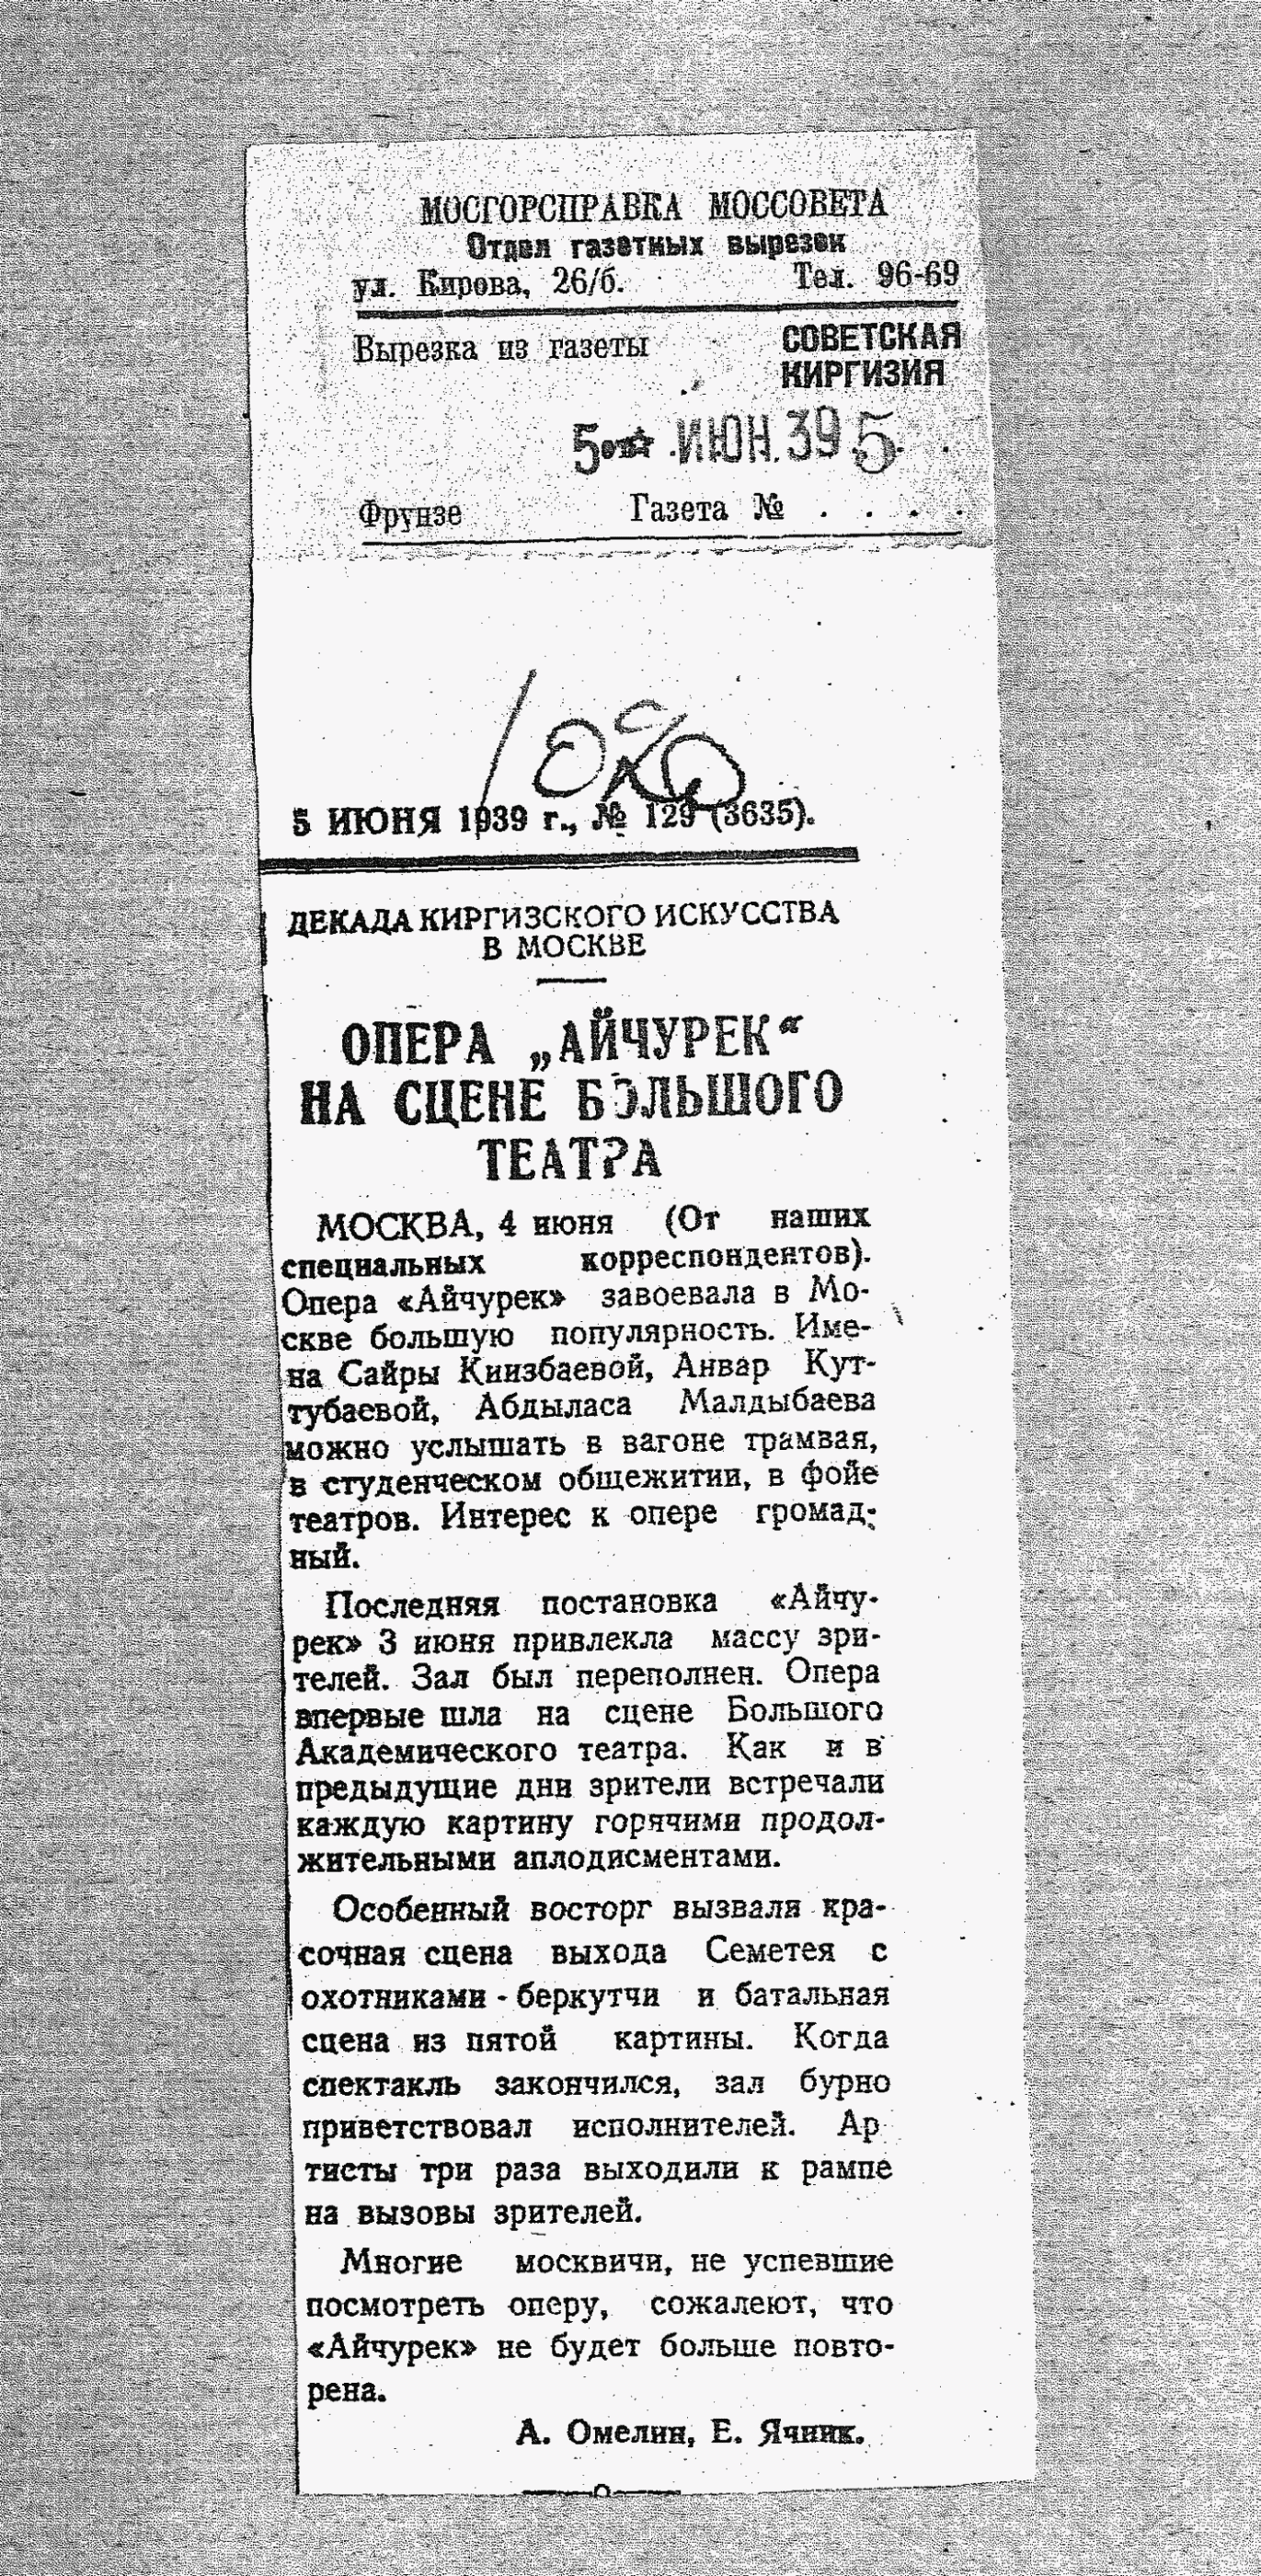 МОСГОРСПРАВКА МОССОВЕТА
Отдел газетных вырезек
ул. Кирова, 26/б. Тел. 96-69
Вырезка из газеты СОВЕТСКАЯ
КИРГИЗИЯ
5 ИЮН.39 5
Фрунзе Газета № . . . .
5 ИЮНЯ 1939 г., № 129 (3635).
ДЕКАДА КИРГИЗСКОГО ИСКУССТВА
В МОСКВЕ
ОПЕРА „АЙЧУРЕК“
НА СЦЕНЕ БОЛЬШОГО
ТЕАТРА
МОСКВА, 4 июня (От наших
специальных корреспондентов).
Опера «Айчурек» завоевала в Мо-
скве большую популярность. Име-
на Сайры Киизбаевой, Анвар Кут-
тубаевой, Абдыласа Малдыбаева
можно услышать в вагоне трамвая,
в студенческом общежитии, в фойе
театров. Интерес к опере громад-
ный.
Последняя постановка «Айчу-
рек» 3 июня привлекла массу зри-
телей. Зал был переполнен. Опера
впервые шла на сцене Большого
Академического театра. Как и в
предыдущие дни зрители встречали
каждую картину горячими продол-
жительными аплодисментами.
Особенный восторг вызвали кра-
сочная сцена выхода Семетея с
охотниками - беркутчи и батальная
сцена из пятой картины. Когда
спектакль закончился, зал бурно
приветствовал исполнителей. Ар
тисты три раза выходили к рампе
на вызовы зрителей.
Многие москвичи, не успевшие
посмотреть оперу, сожалеют, что
«Айчурек» не будет больше повто-
рена.
А. Омелин, Е. Ячник.